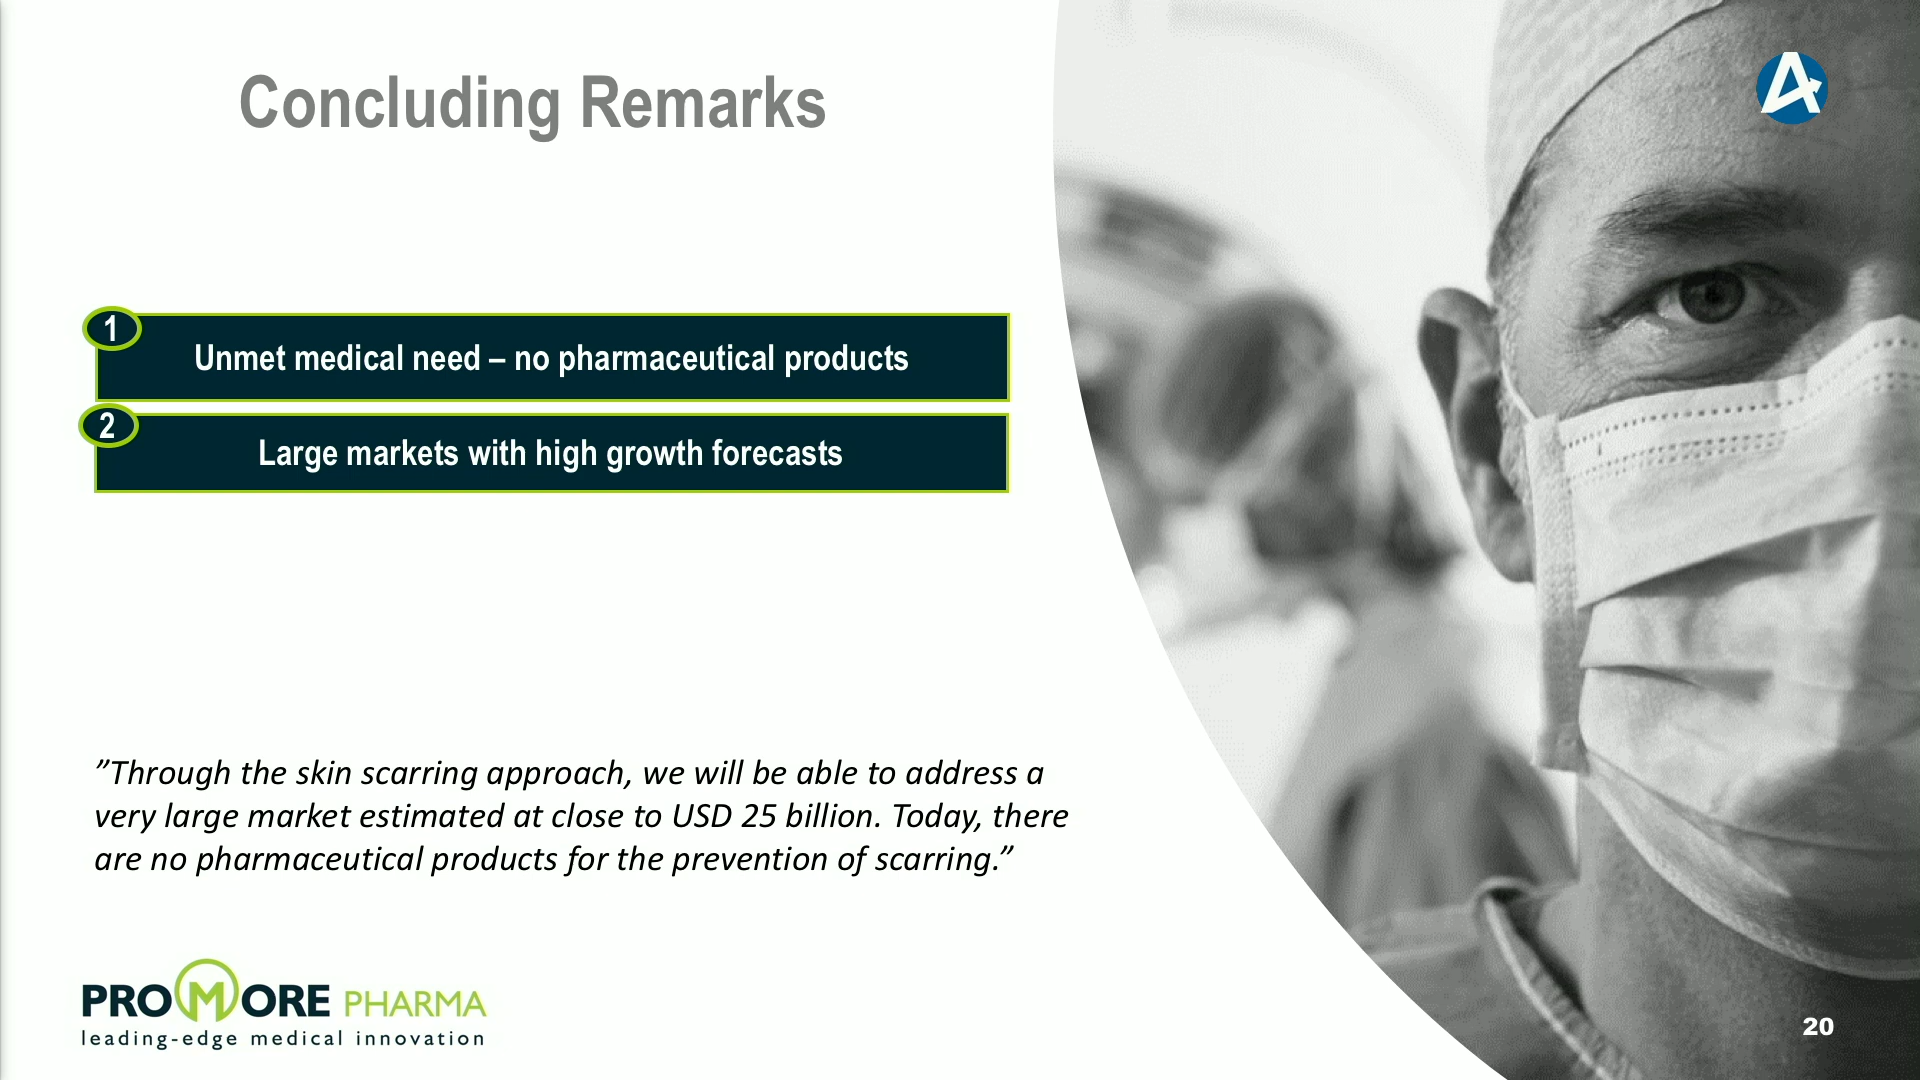 Concluding Remarks
1
Unmet medical need – no pharmaceutical products
2
Large markets with high growth forecasts
”Through the skin scarring approach, we will be able to address a
very large market estimated at close to USD 25 billion. Today, there
are no pharmaceutical products for the prevention of scarring.”
PROMORE PHARMA
leading-edge medical innovation
20